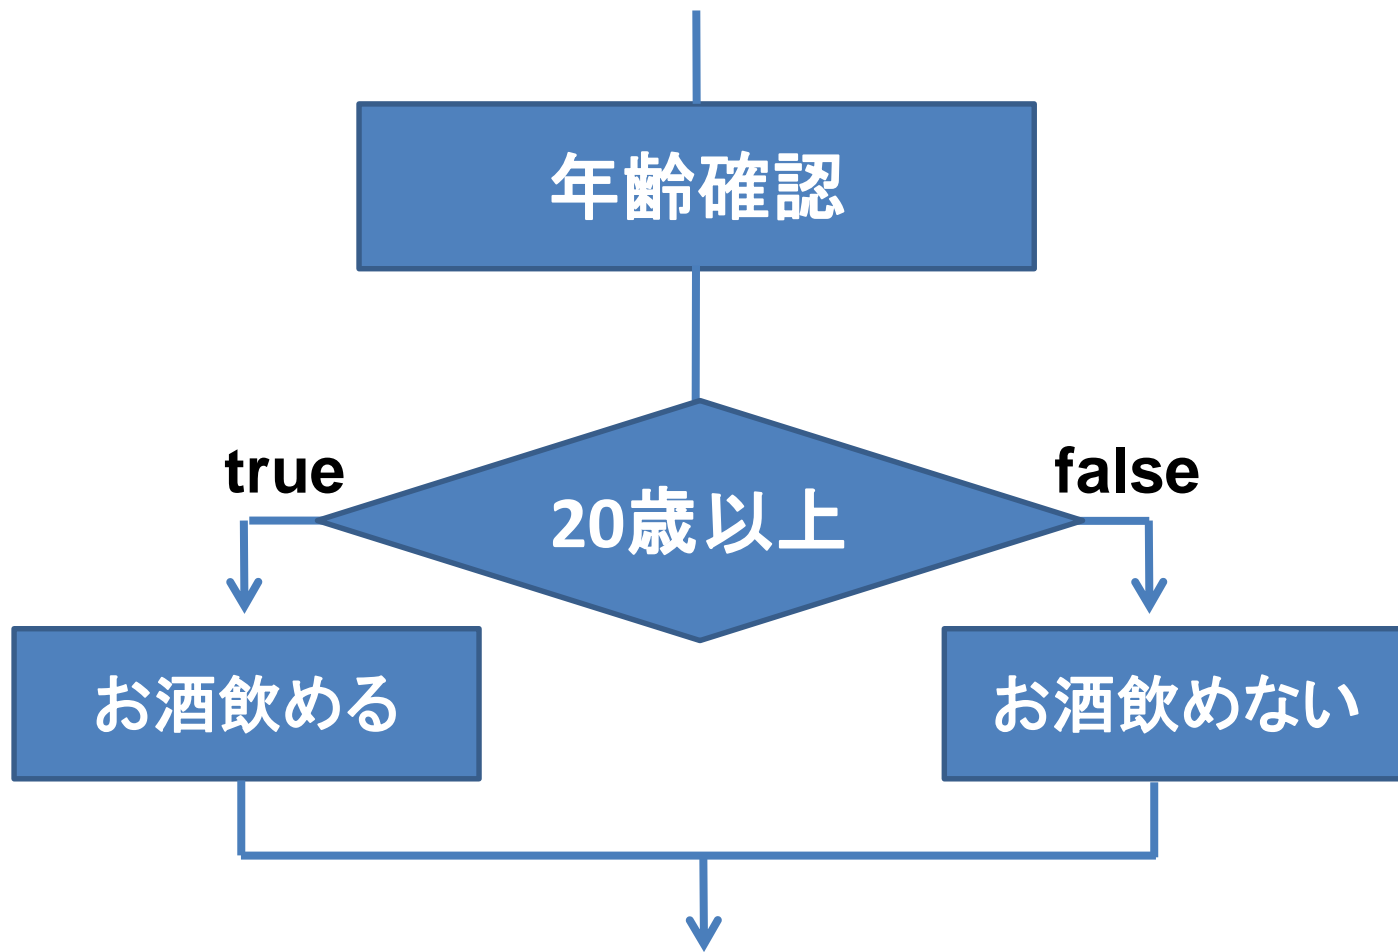 年齢確認
true
false
20歳以上
お酒飲める
お酒飲めない